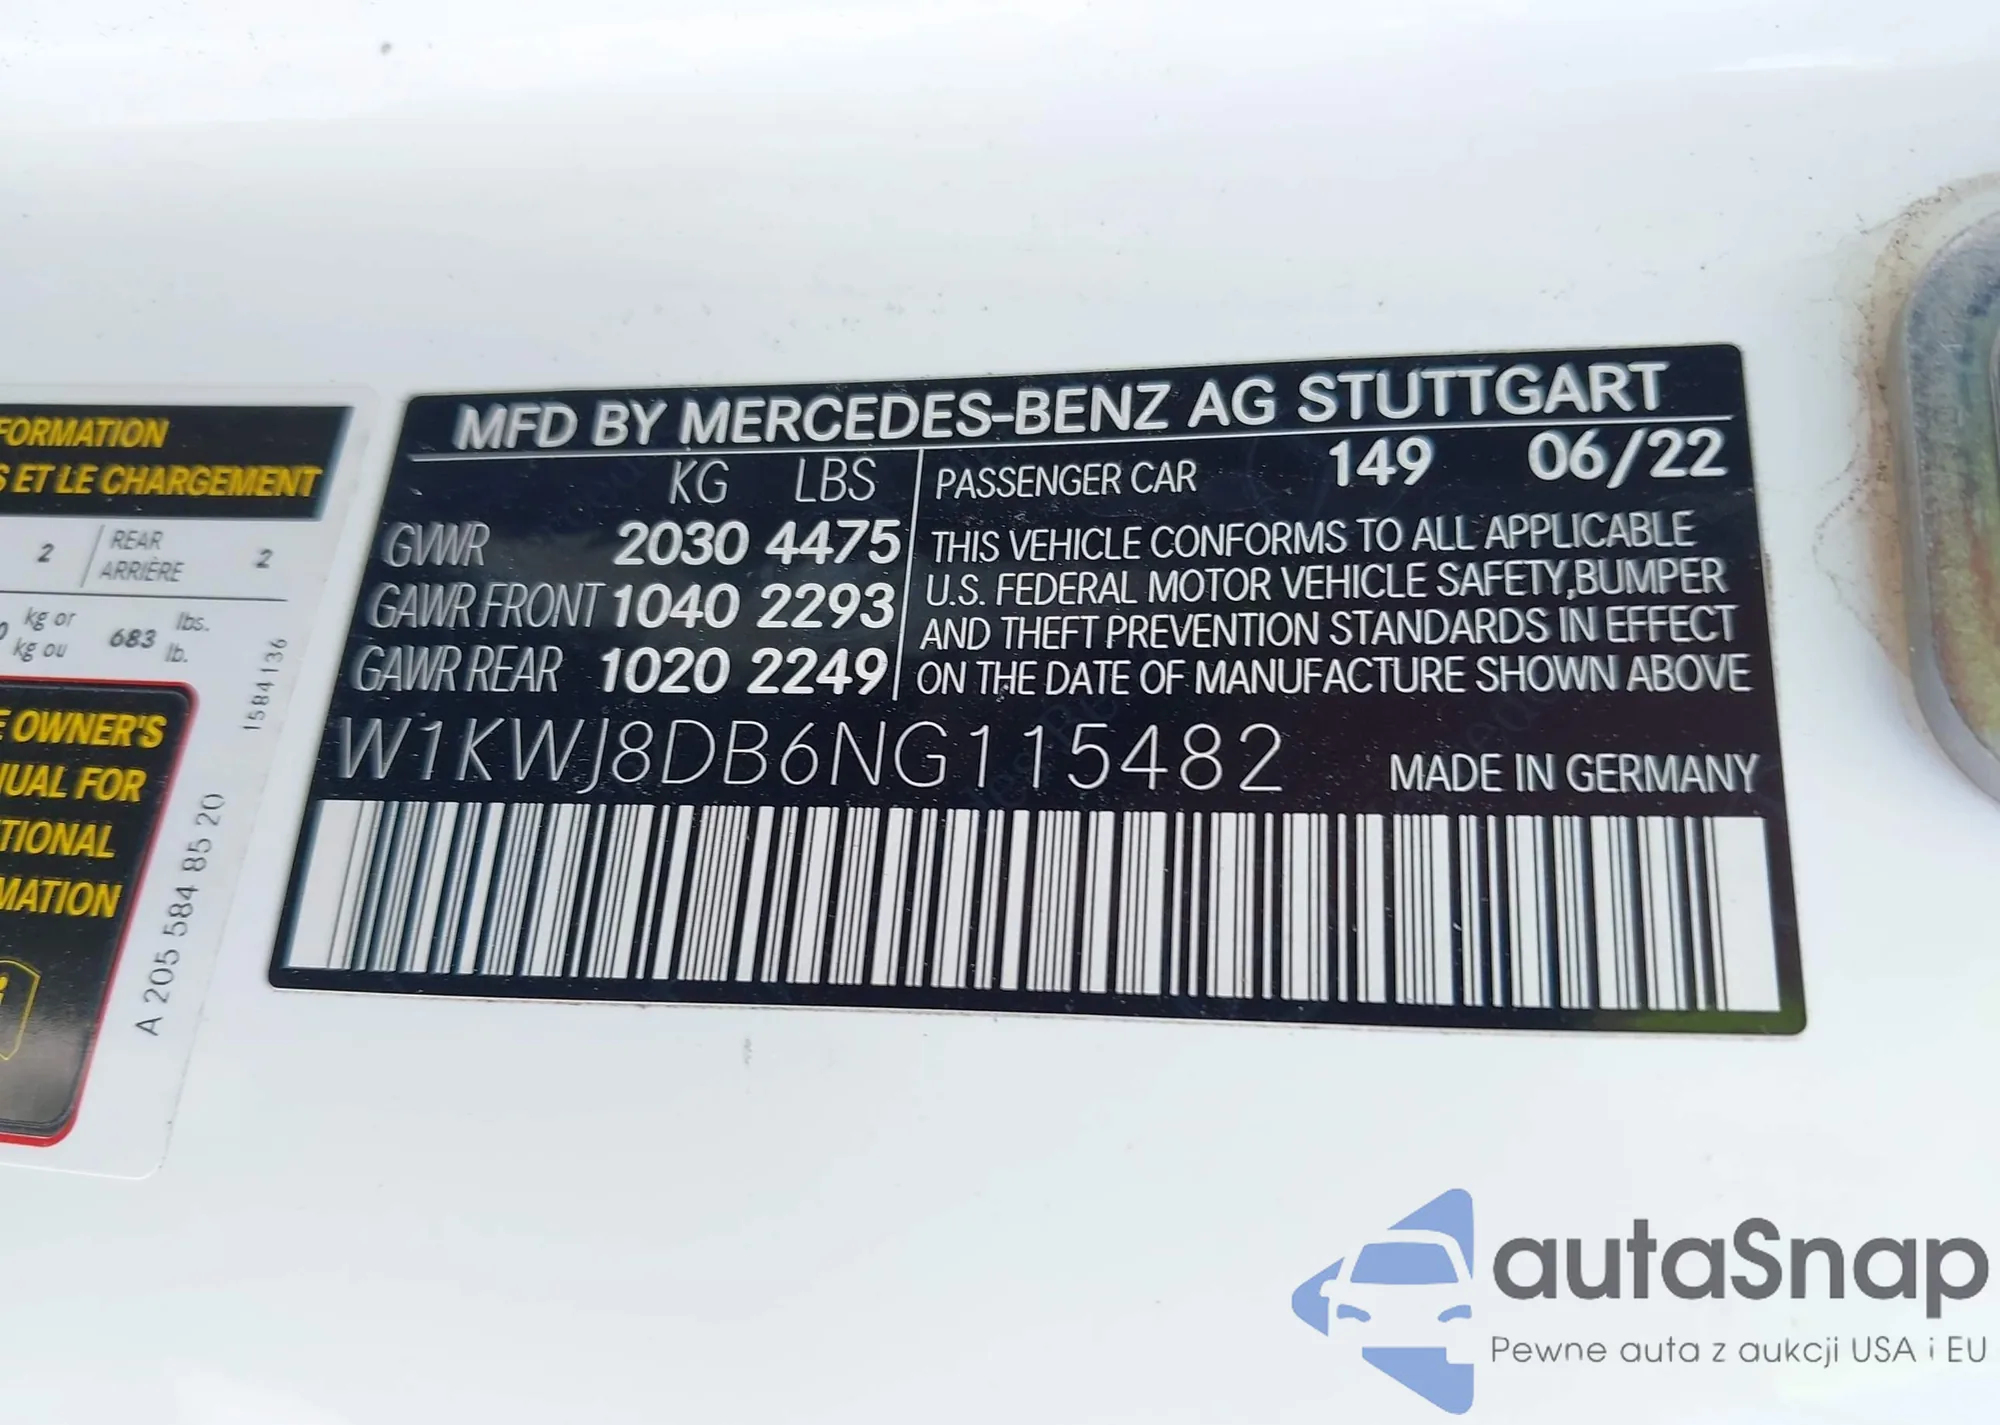 FORMATION
S ET LE CHARGEMENT
2 REAR ARRIÈRE 2
kg or kg ou 683 lbs. lb.
1584136
E OWNER'S
UAL FOR
TIONAL
MATION
A 205 584 85 20
MFD BY MERCEDES-BENZ AG STUTTGART
KG LBS
GVWR 2030 4475
GAWR FRONT 1040 2293
GAWR REAR 1020 2249
PASSENGER CAR 149 06/22
THIS VEHICLE CONFORMS TO ALL APPLICABLE
U.S. FEDERAL MOTOR VEHICLE SAFETY,BUMPER
AND THEFT PREVENTION STANDARDS IN EFFECT
ON THE DATE OF MANUFACTURE SHOWN ABOVE
W1KWJ8DB6NG115482
MADE IN GERMANY
autaSnap
Pewne auta z aukcji USA i EU